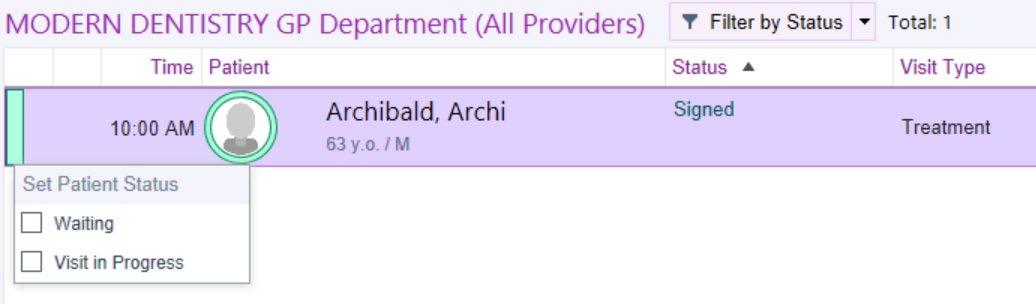 MODERN DENTISTRY GP Department (All Providers) Filter by Status Total: 1
Time Patient Status Visit Type
10:00 AM Archibald, Archi Signed Treatment
63 y.o. / M
Set Patient Status
Waiting
Visit in Progress